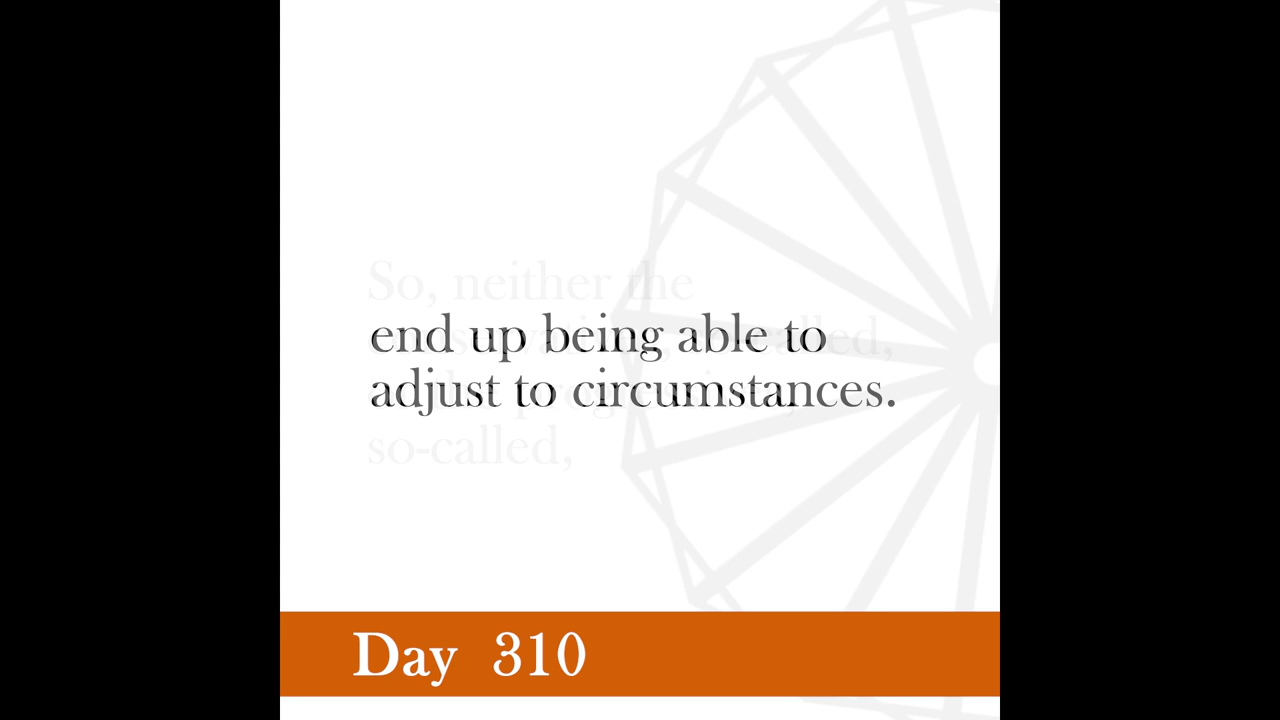 So, neither the
end up being able to
adjust to circumstances.
so-called,
Day 310